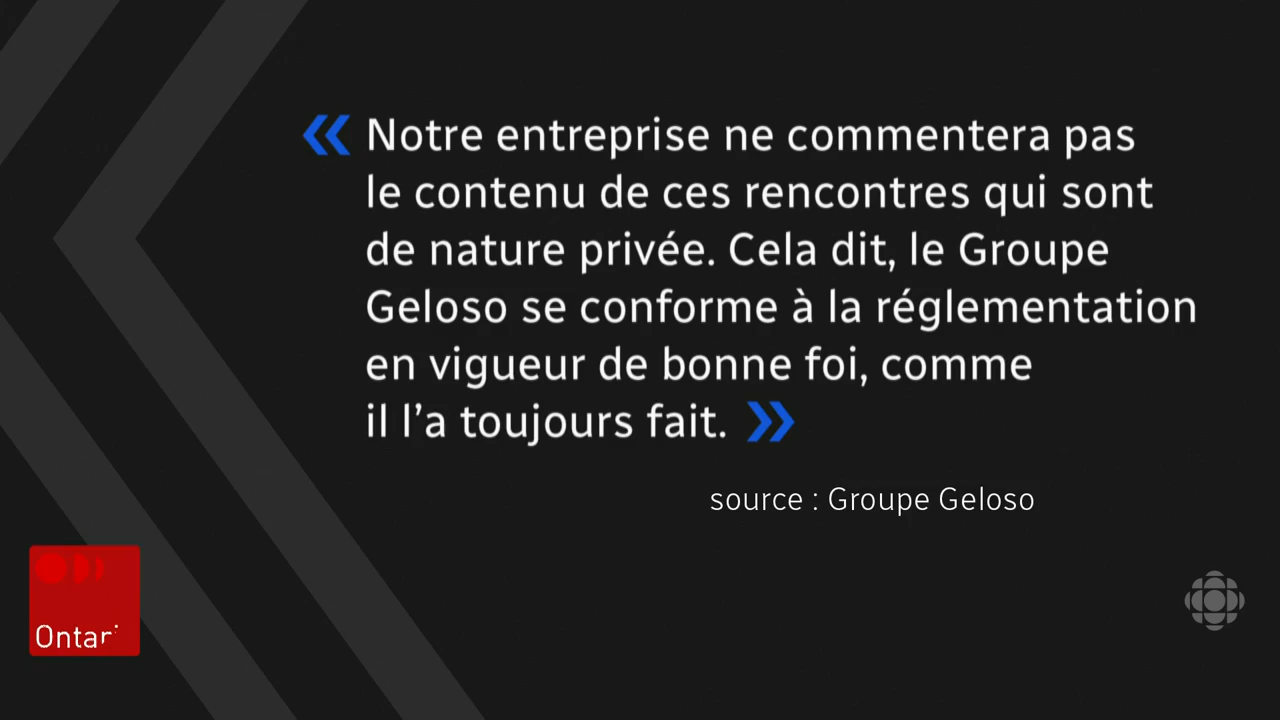 « Notre entreprise ne commentera pas
le contenu de ces rencontres qui sont
de nature privée. Cela dit, le Groupe
Geloso se conforme à la réglementation
en vigueur de bonne foi, comme
il l’a toujours fait. »
source : Groupe Geloso